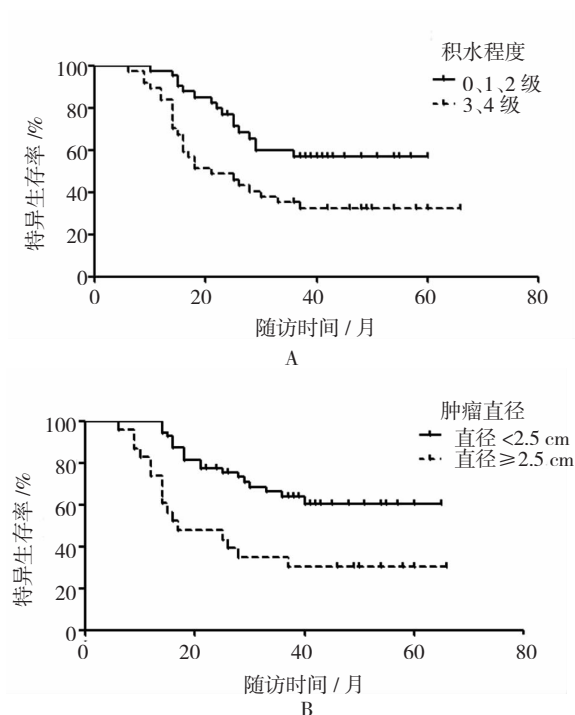 积水程度
0、1、2 级
3、4 级
特异生存率 /%
100
80
60
40
20
0
0 20 40 60 80
随访时间 / 月
A
肿瘤直径
直径 <2.5 cm
直径≥2.5 cm
特异生存率 /%
100
80
60
40
20
0
0 20 40 60 80
随访时间 / 月
B